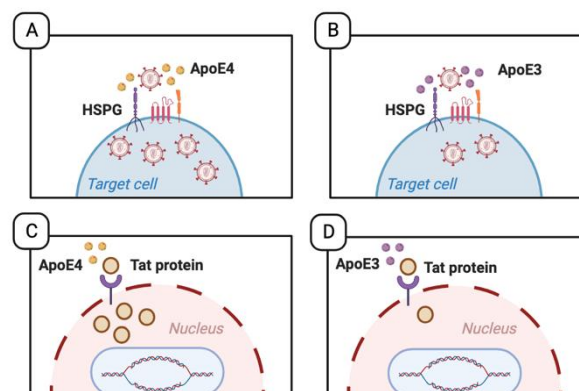 A
ApoE4
HSPG
Target cell
B
ApoE3
HSPG
Target cell
C
ApoE4
Tat protein
Nucleus
D
ApoE3
Tat protein
Nucleus